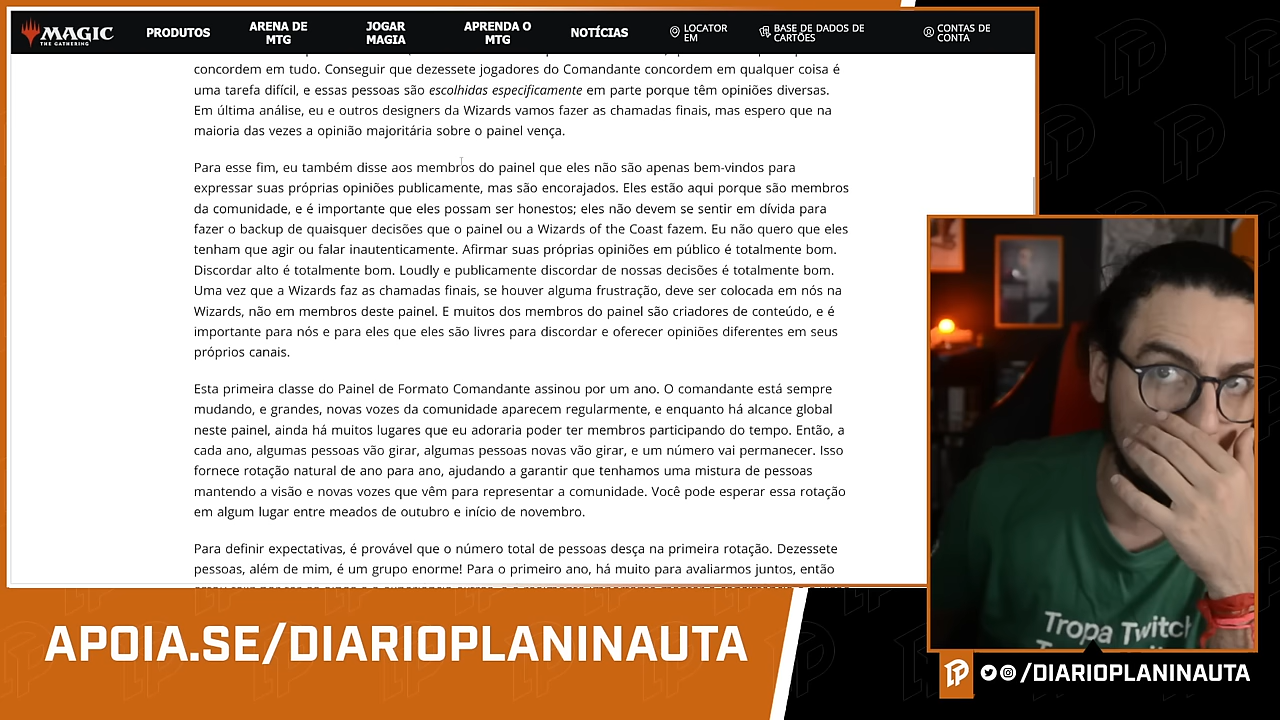 MAGIC
THE GATHERING
PRODUTOS
ARENA DE
MTG
JOGAR
MAGIA
APRENDA O
MTG
NOTÍCIAS
LOCATOR
EM
BASE DE DADOS DE
CARTÕES
CONTAS DE
CONTA
concordem em tudo. Conseguir que dezessete jogadores do Comandante concordem em qualquer coisa é
uma tarefa difícil, e essas pessoas são escolhidas especificamente em parte porque têm opiniões diversas.
Em última análise, eu e outros designers da Wizards vamos fazer as chamadas finais, mas espero que na
maioria das vezes a opinião majoritária sobre o painel vença.
Para esse fim, eu também disse aos membros do painel que eles não são apenas bem-vindos para
expressar suas próprias opiniões publicamente, mas são encorajados. Eles estão aqui porque são membros
da comunidade, e é importante que eles possam ser honestos; eles não devem se sentir em dívida para
fazer o backup de quaisquer decisões que o painel ou a Wizards of the Coast fazem. Eu não quero que eles
tenham que agir ou falar inautenticamente. Afirmar suas próprias opiniões em público é totalmente bom.
Discordar alto é totalmente bom. Loudly e publicamente discordar de nossas decisões é totalmente bom.
Uma vez que a Wizards faz as chamadas finais, se houver alguma frustração, deve ser colocada em nós na
Wizards, não em membros deste painel. E muitos dos membros do painel são criadores de conteúdo, e é
importante para nós e para eles que eles são livres para discordar e oferecer opiniões diferentes em seus
próprios canais.
Esta primeira classe do Painel de Formato Comandante assinou por um ano. O comandante está sempre
mudando, e grandes, novas vozes da comunidade aparecem regularmente, e enquanto há alcance global
neste painel, ainda há muitos lugares que eu adoraria poder ter membros participando do tempo. Então, a
cada ano, algumas pessoas vão girar, algumas pessoas novas vão girar, e um número vai permanecer. Isso
fornece rotação natural de ano para ano, ajudando a garantir que tenhamos uma mistura de pessoas
mantendo a visão e novas vozes que vêm para representar a comunidade. Você pode esperar essa rotação
em algum lugar entre meados de outubro e início de novembro.
Para definir expectativas, é provável que o número total de pessoas desça na primeira rotação. Dezessete
pessoas, além de mim, é um grupo enorme! Para o primeiro ano, há muito para avaliarmos juntos, então
Tropa Twitch
APOIA.SE/DIARIOPLANINAUTA
/DIARIOPLANINAUTA